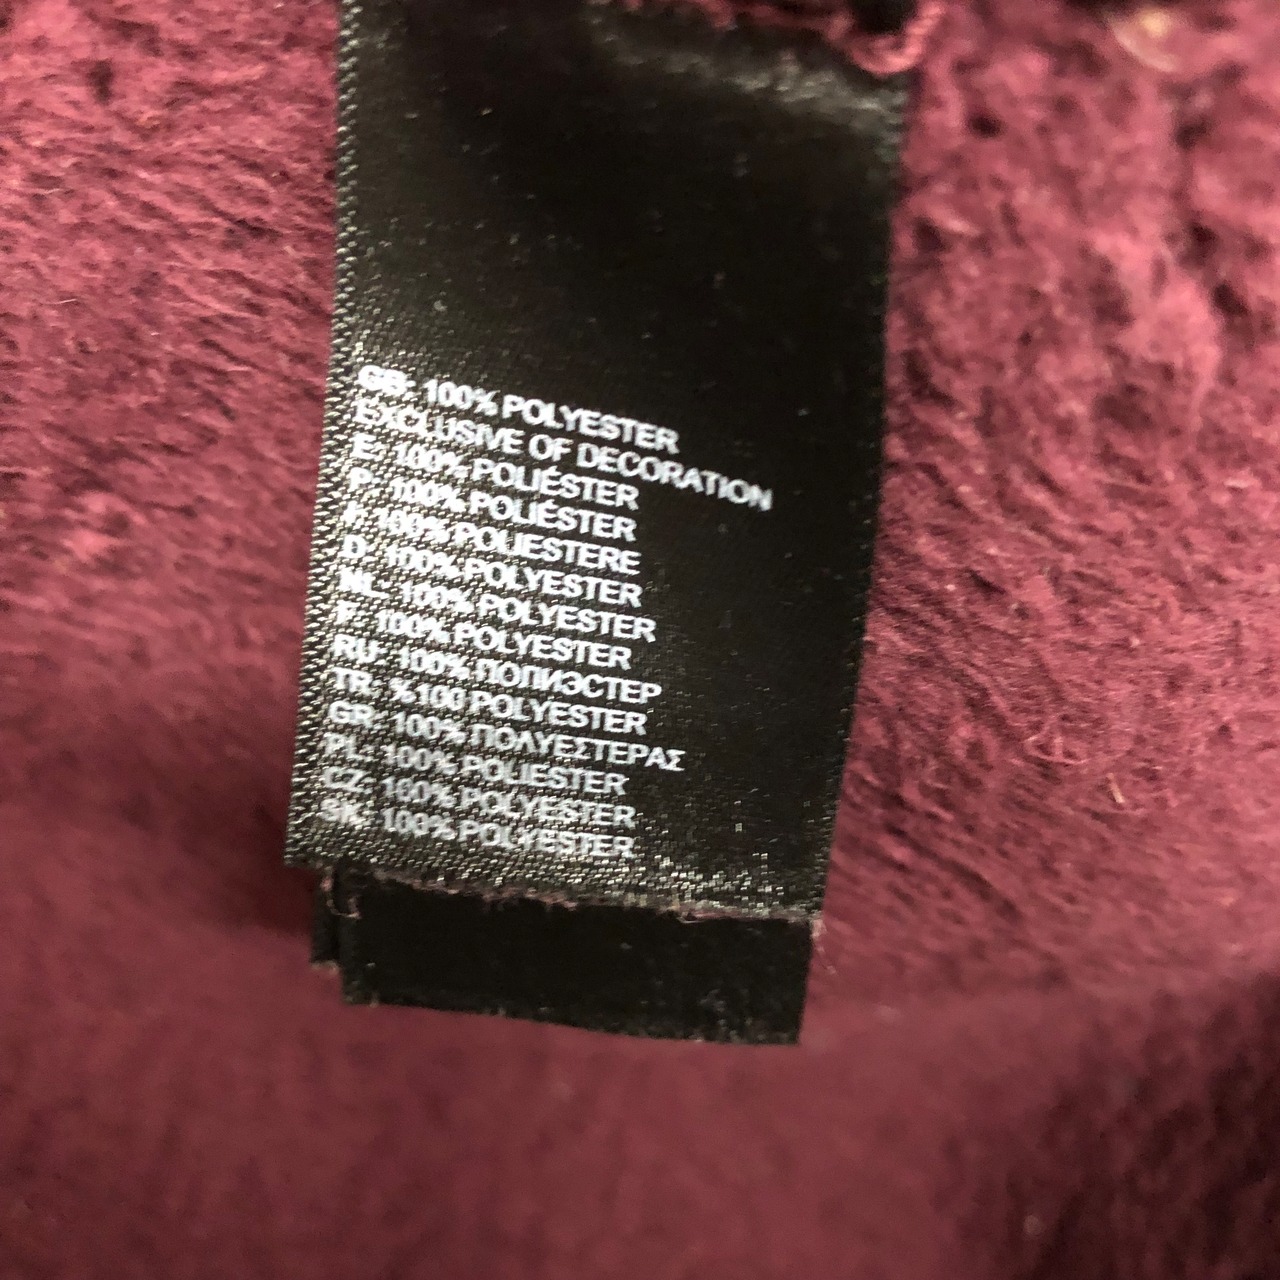 GB: 100% POLYESTER
EXCLUSIVE OF DECORATION
E: 100% POLIÉSTER
P: 100% POLIÉSTER
I: 100% POLIESTERE
D: 100% POLYESTER
NL: 100% POLYESTER
F: 100% POLYESTER
RU: 100% ПОПИЭСТЕР
TR: %100 POLYESTER
GR: 100% ΠΟΛΥΕΣΤΕΡΑΣ
PL: 100% POLIESTER
CZ: 100% POLYESTER
SK: 100% POLYESTER